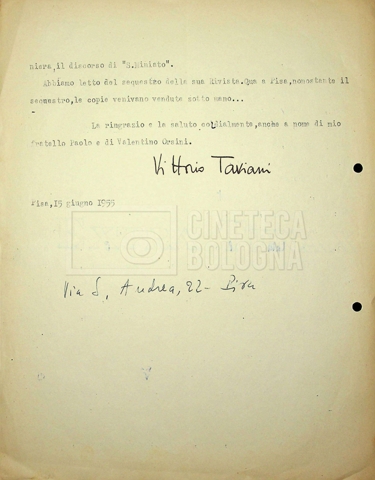 niera,il discorso di "S.Miniato".
Abbiamo letto del sequestro della sua Rivista.Qua a Pisa,nonostante il
sequestro,le copie venivano vendute sotto mano...
La ringrazio e la saluto cordialmente,anche a nome di mio
fratello Paolo e di Valentino Orsini.
Vittorio Taviani
Pisa,15 giugno 1955
CINETECA
BOLOGNA
Via S. Andrea, 22 - Pisa